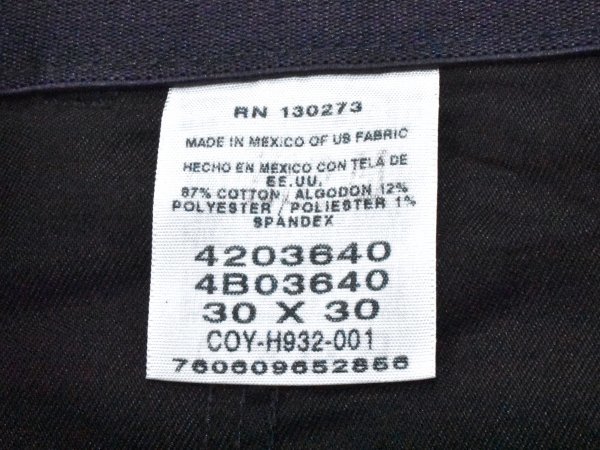 RN 130273
MADE IN MEXICO OF US FABRIC
HECHO EN MEXICO CON TELA DE
EE.UU.
87% COTTON / ALGODON 12%
POLYESTER / POLIESTER 1%
SPANDEX
4203640
4B03640
30 X 30
COY-H932-001
760609652856